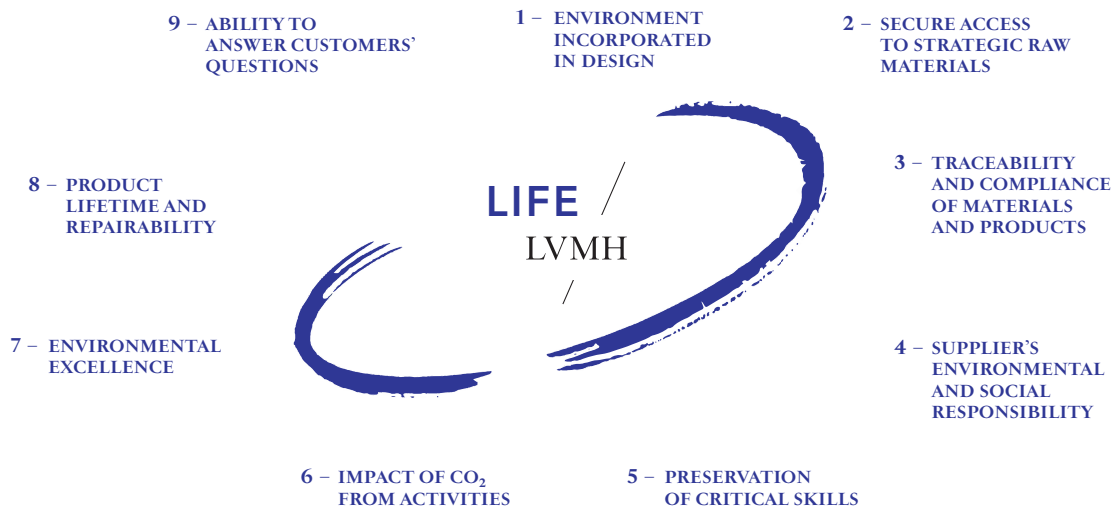 1 – ENVIRONMENT
INCORPORATED
IN DESIGN
2 – SECURE ACCESS
TO STRATEGIC RAW
MATERIALS
3 – TRACEABILITY
AND COMPLIANCE
OF MATERIALS
AND PRODUCTS
4 – SUPPLIER’S
ENVIRONMENTAL
AND SOCIAL
RESPONSIBILITY
5 – PRESERVATION
OF CRITICAL SKILLS
6 – IMPACT OF CO₂
FROM ACTIVITIES
7 – ENVIRONMENTAL
EXCELLENCE
8 – PRODUCT
LIFETIME AND
REPAIRABILITY
9 – ABILITY TO
ANSWER CUSTOMERS’
QUESTIONS
LIFE
LVMH